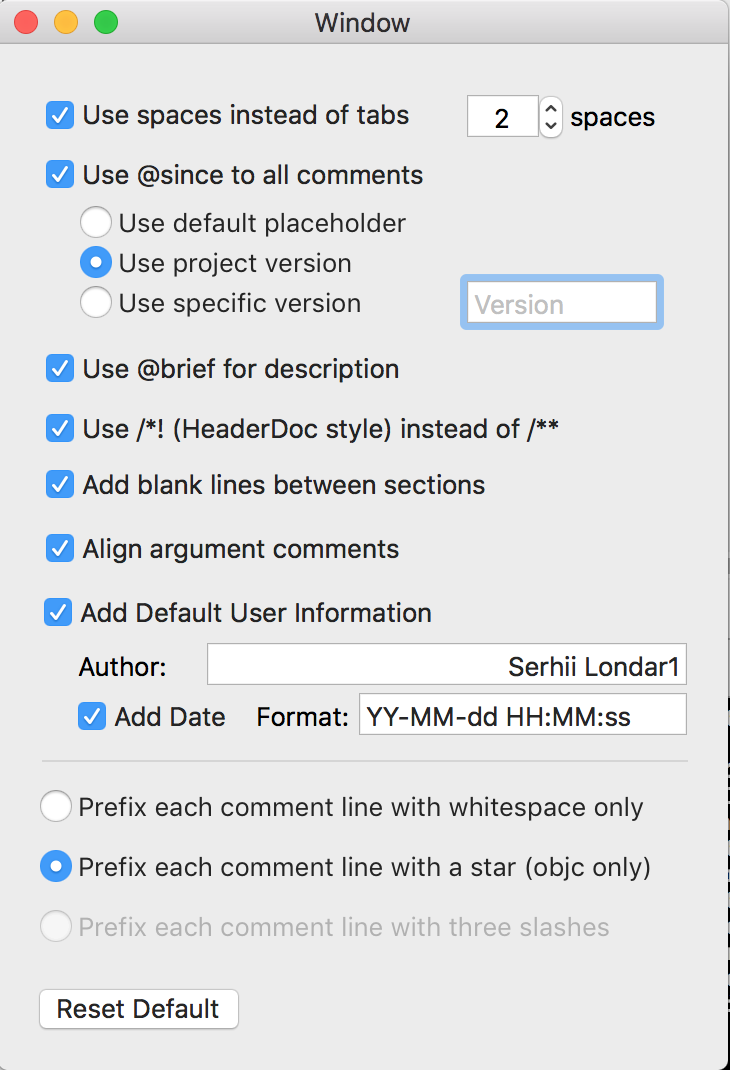 Window
Use spaces instead of tabs 2 spaces
Use @since to all comments
Use default placeholder
Use project version
Use specific version Version
Use @brief for description
Use /*! (HeaderDoc style) instead of /**
Add blank lines between sections
Align argument comments
Add Default User Information
Author: Serhii Londar1
Add Date Format: YY-MM-dd HH:MM:ss
Prefix each comment line with whitespace only
Prefix each comment line with a star (objc only)
Prefix each comment line with three slashes
Reset Default